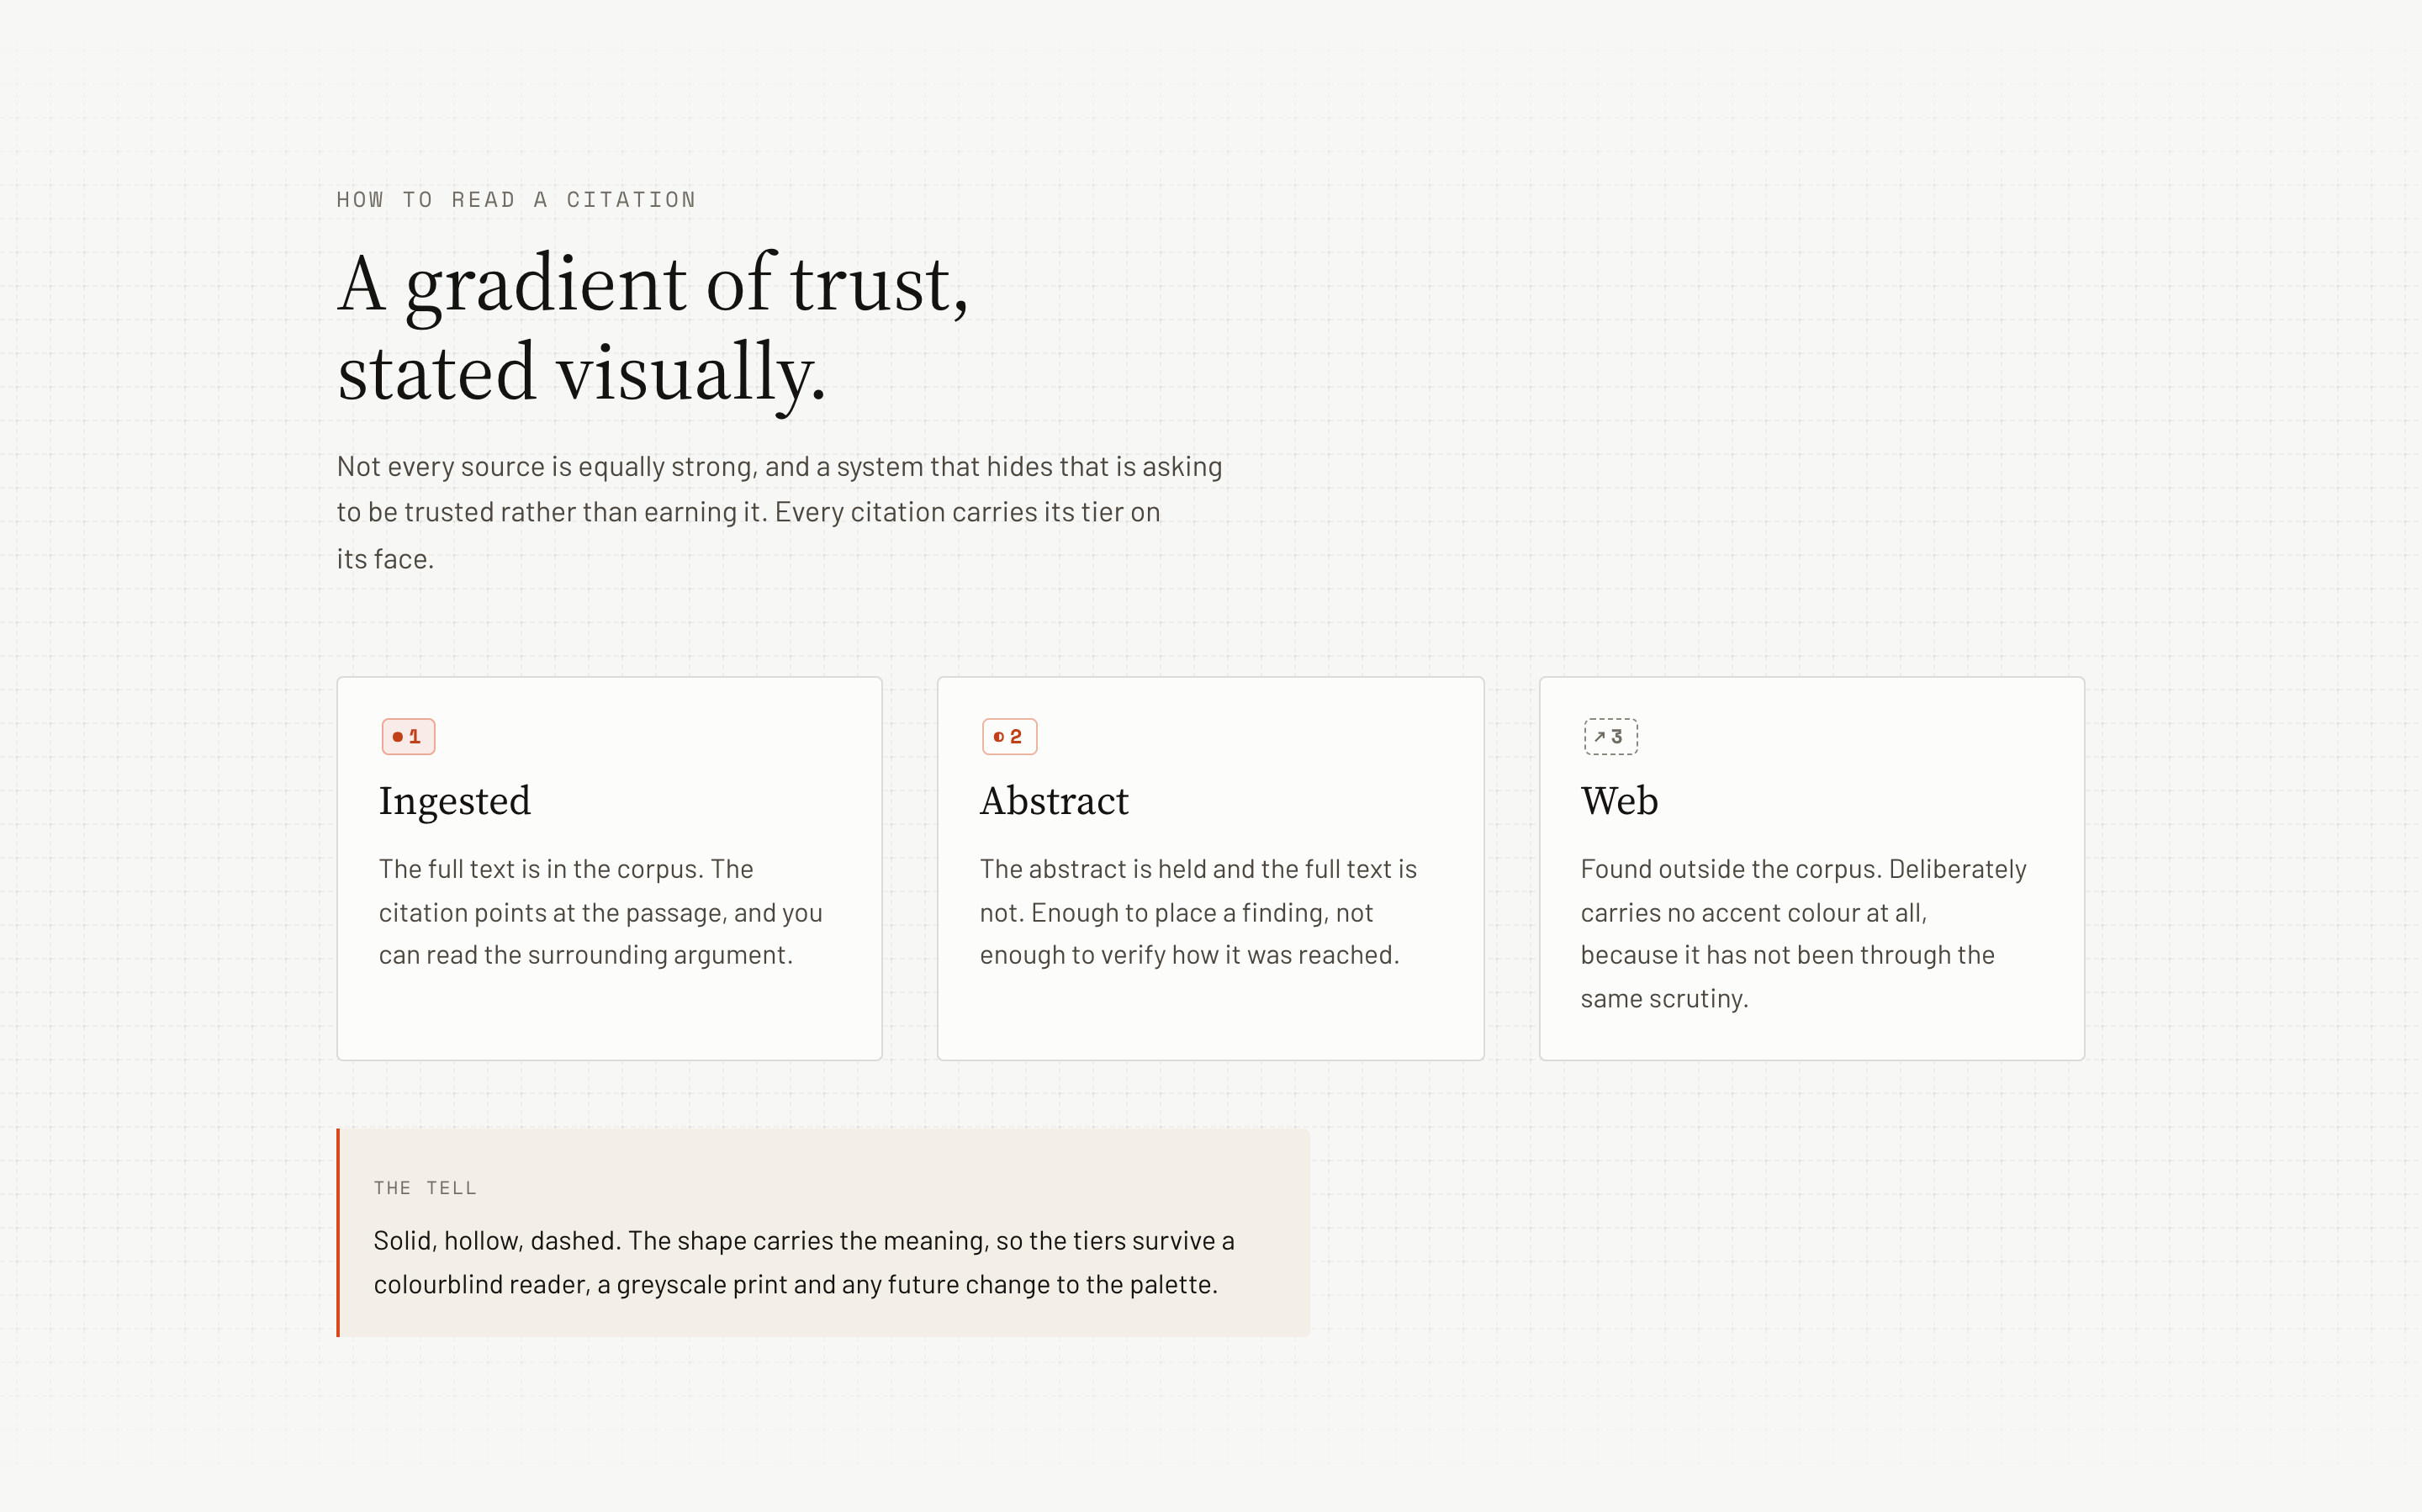 HOW TO READ A CITATION
A gradient of trust,
stated visually.
Not every source is equally strong, and a system that hides that is asking
to be trusted rather than earning it. Every citation carries its tier on
its face.
● 1
Ingested
The full text is in the corpus. The
citation points at the passage, and you
can read the surrounding argument.
◐ 2
Abstract
The abstract is held and the full text is
not. Enough to place a finding, not
enough to verify how it was reached.
↗ 3
Web
Found outside the corpus. Deliberately
carries no accent colour at all,
because it has not been through the
same scrutiny.
THE TELL
Solid, hollow, dashed. The shape carries the meaning, so the tiers survive a
colourblind reader, a greyscale print and any future change to the palette.